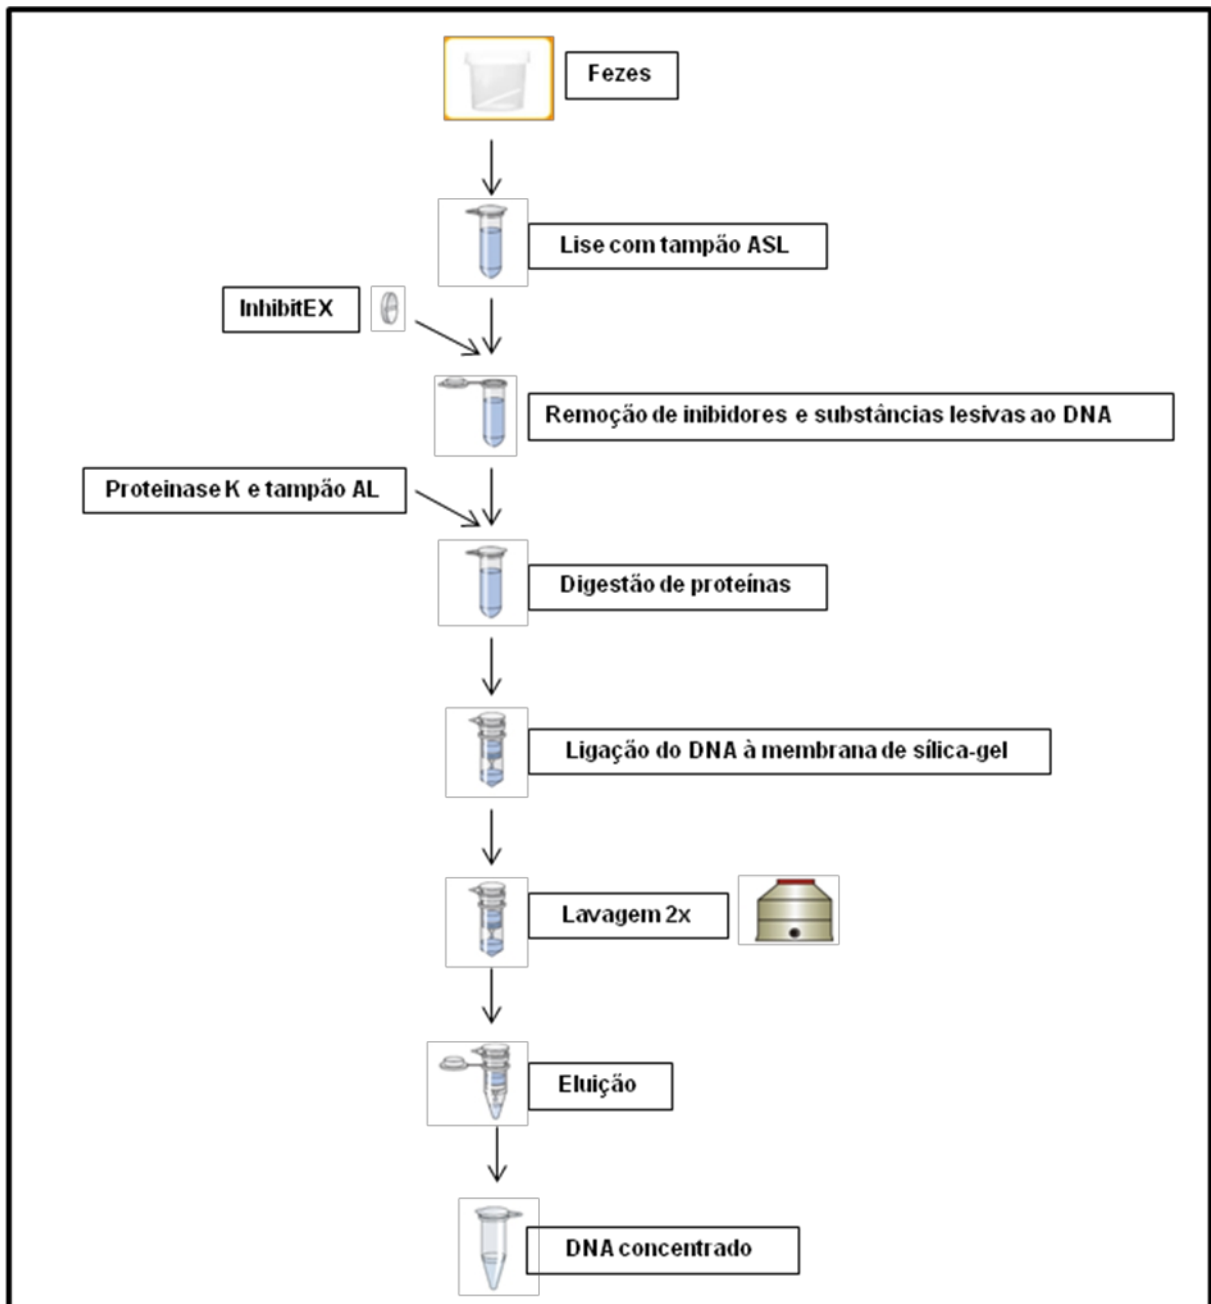 Fezes
Lise com tampão ASL
InhibitEX
Remoção de inibidores e substâncias lesivas ao DNA
Proteinase K e tampão AL
Digestão de proteínas
Ligação do DNA à membrana de sílica-gel
Lavagem 2x
Eluição
DNA concentrado